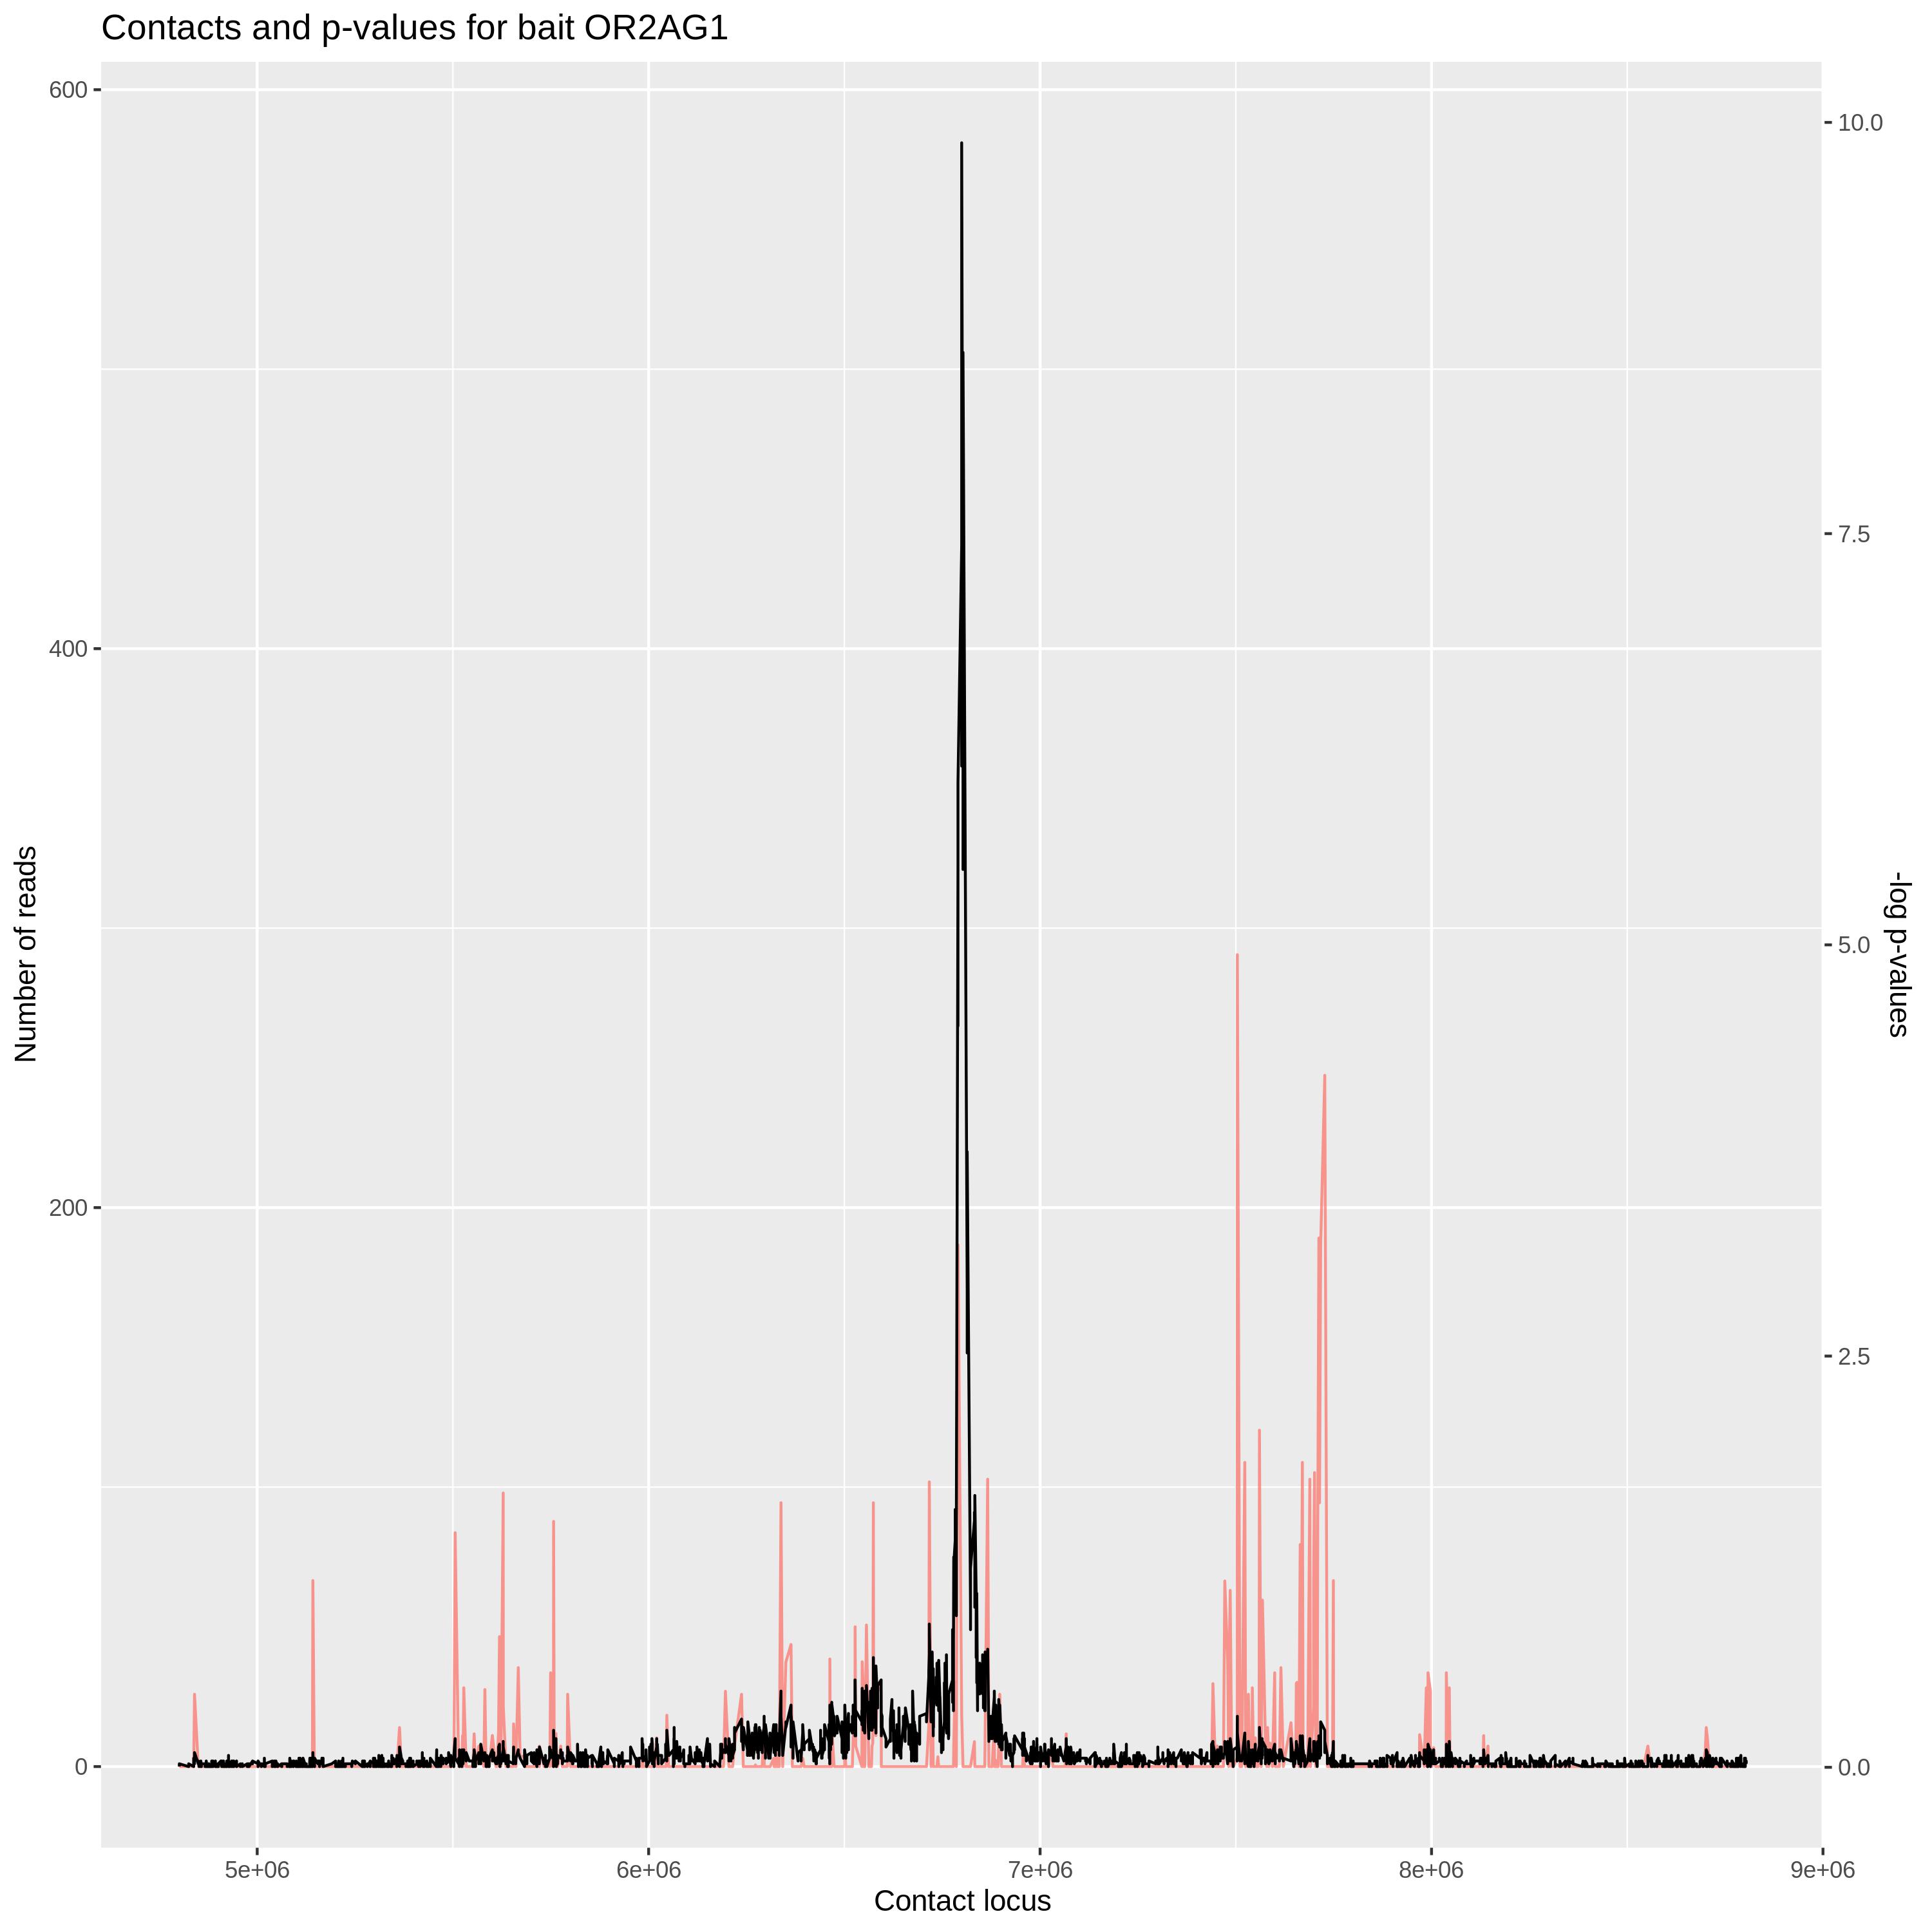 Contacts and p-values for bait OR2AG1
600
400
200
0
Number of reads
10.0
7.5
5.0
2.5
0.0
-log p-values
5e+06
6e+06
7e+06
8e+06
9e+06
Contact locus